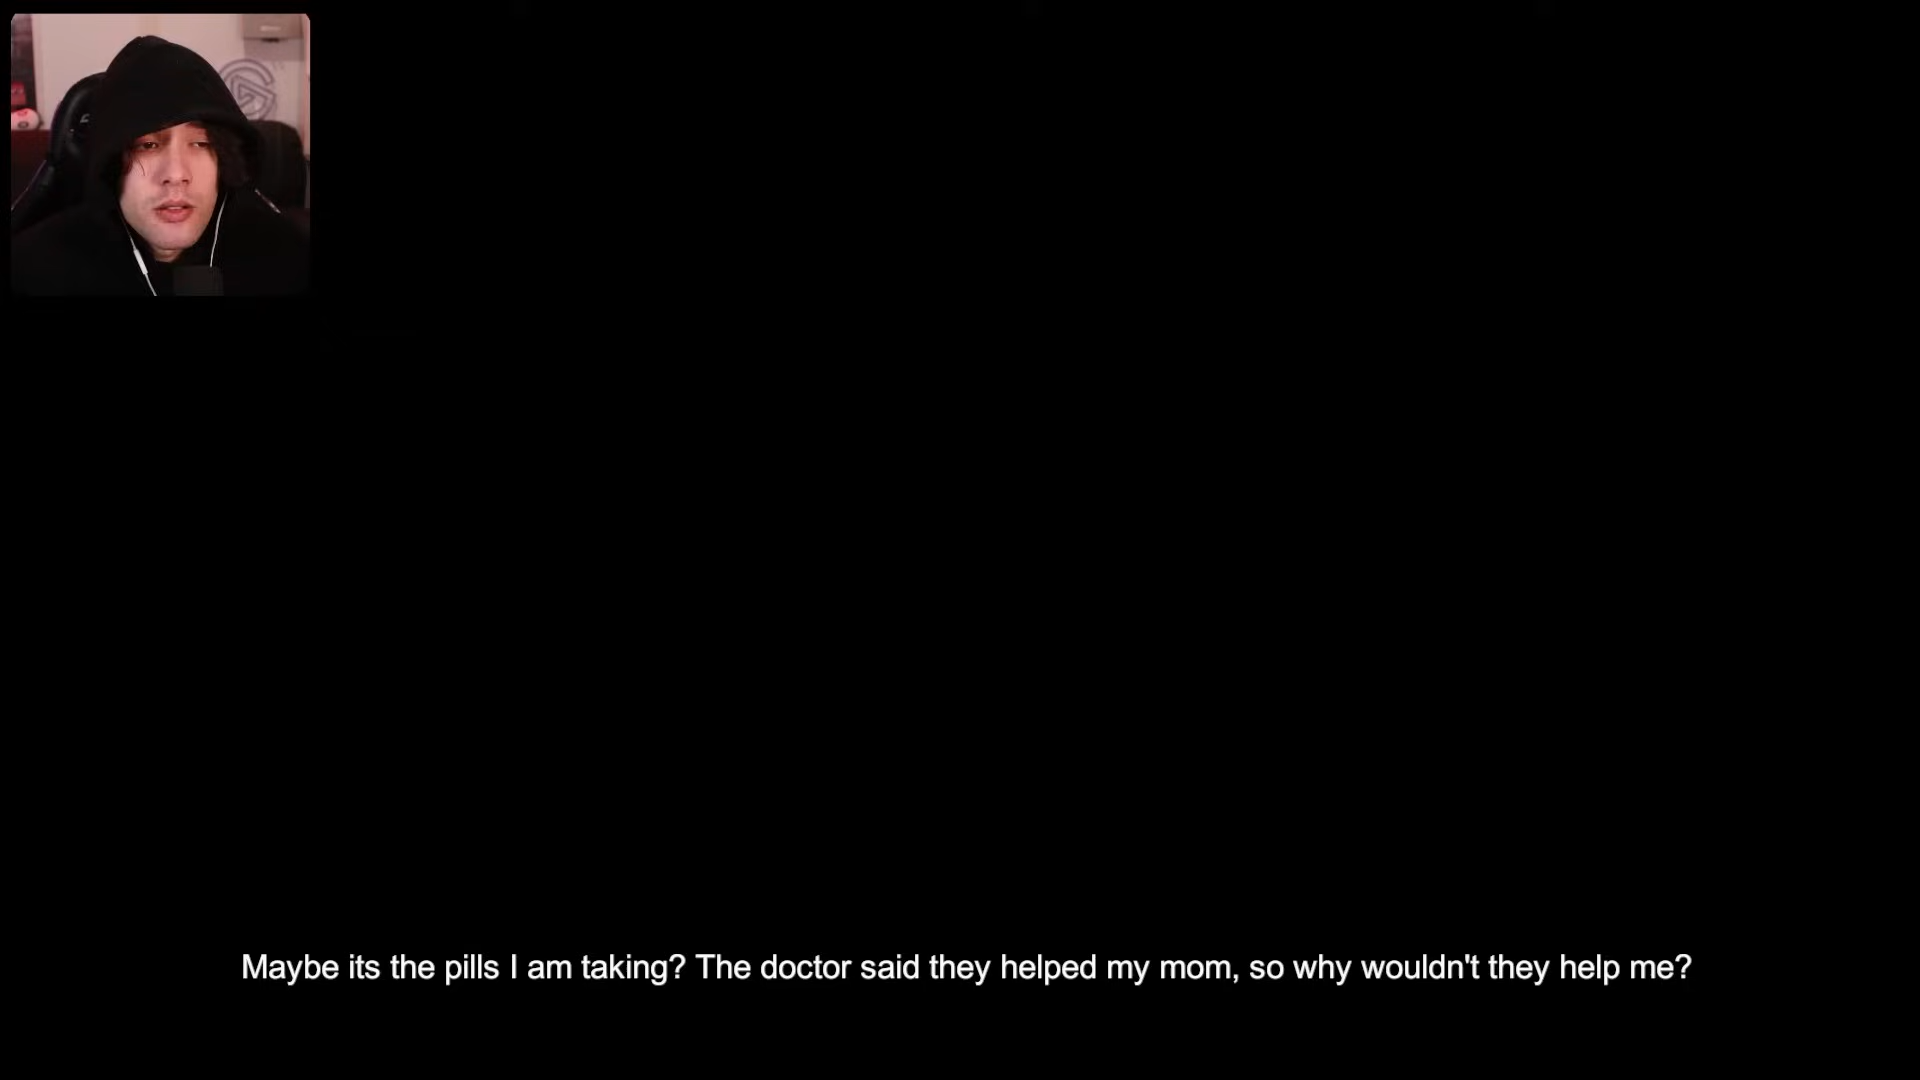 Maybe its the pills I am taking? The doctor said they helped my mom, so why wouldn't they help me?